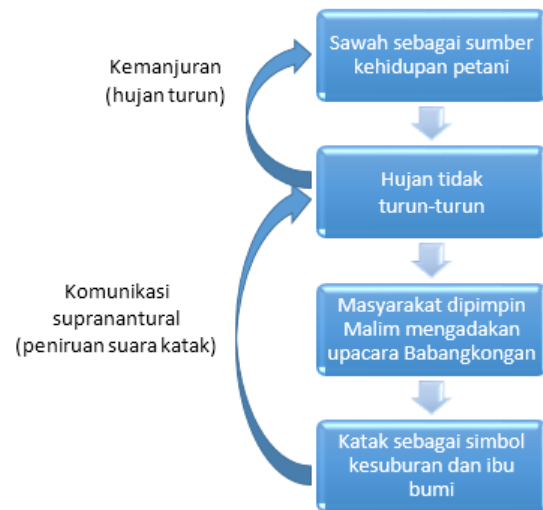 Sawah sebagai sumber
kehidupan petani
Kemanjuran
(hujan turun)
Hujan tidak
turun-turun
Masyarakat dipimpin
Malim mengadakan
upacara Babangkongan
Komunikasi
supranantural
(peniruan suara katak)
Katak sebagai simbol
kesuburan dan ibu
bumi